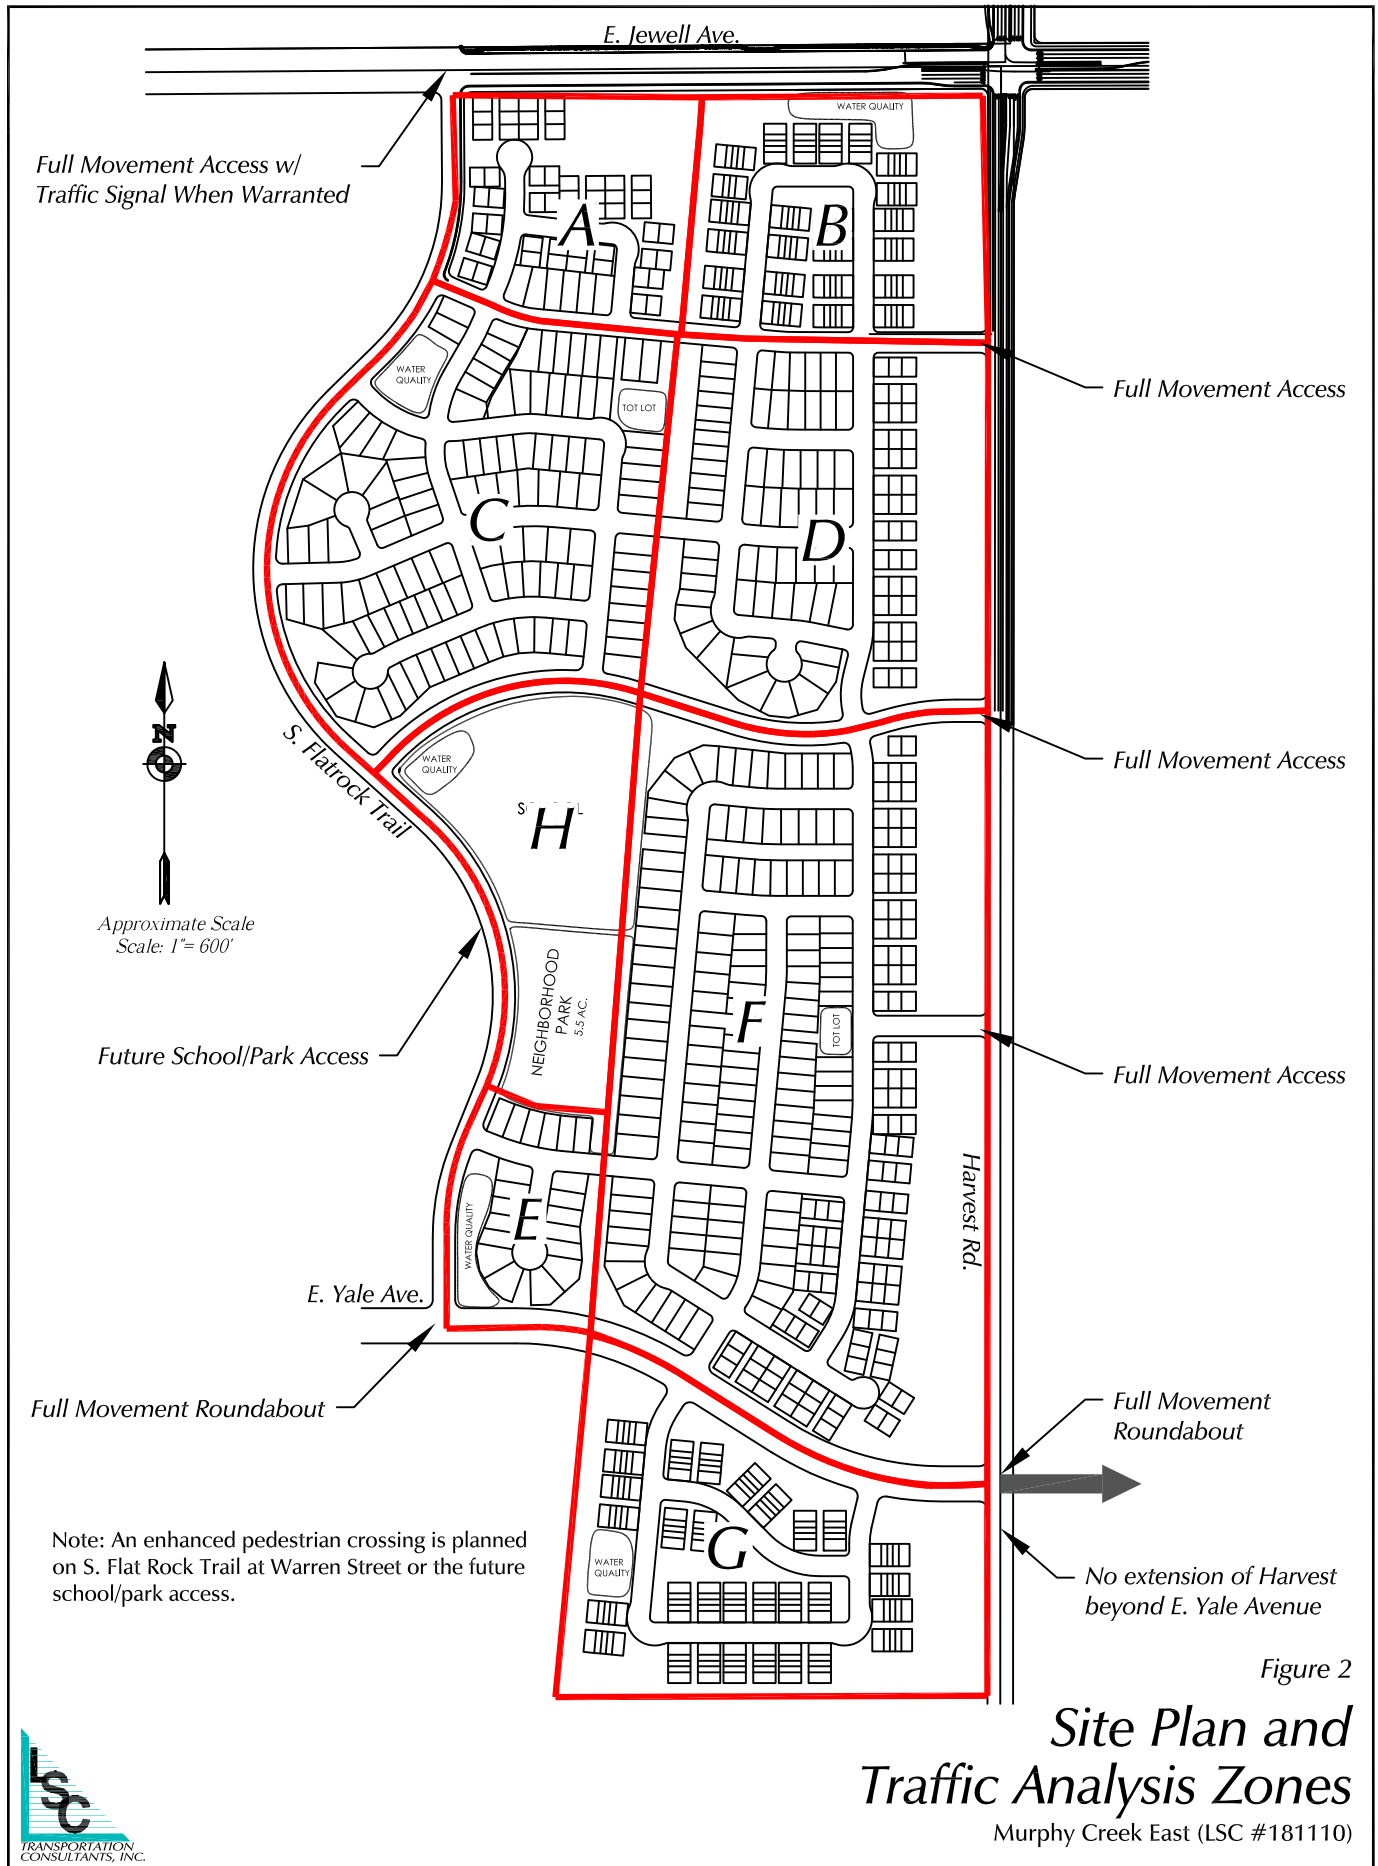 E. Jewell Ave.
WATER QUALITY
Full Movement Access w/
Traffic Signal When Warranted
A
B
WATER
QUALITY
TOT LOT
Full Movement Access
C
D
N
S. Flatrock Trail
WATER
QUALITY
Full Movement Access
H
Approximate Scale
Scale: 1"= 600'
NEIGHBORHOOD
PARK
5.5 AC.
F
TOT LOT
Future School/Park Access
Full Movement Access
Harvest Rd.
E
WATER QUALITY
E. Yale Ave.
Full Movement Roundabout
Full Movement
Roundabout
Note: An enhanced pedestrian crossing is planned
on S. Flat Rock Trail at Warren Street or the future
school/park access.
G
WATER
QUALITY
No extension of Harvest
beyond E. Yale Avenue
Figure 2
Site Plan and
Traffic Analysis Zones
Murphy Creek East (LSC #181110)
LSC
TRANSPORTATION
CONSULTANTS, INC.